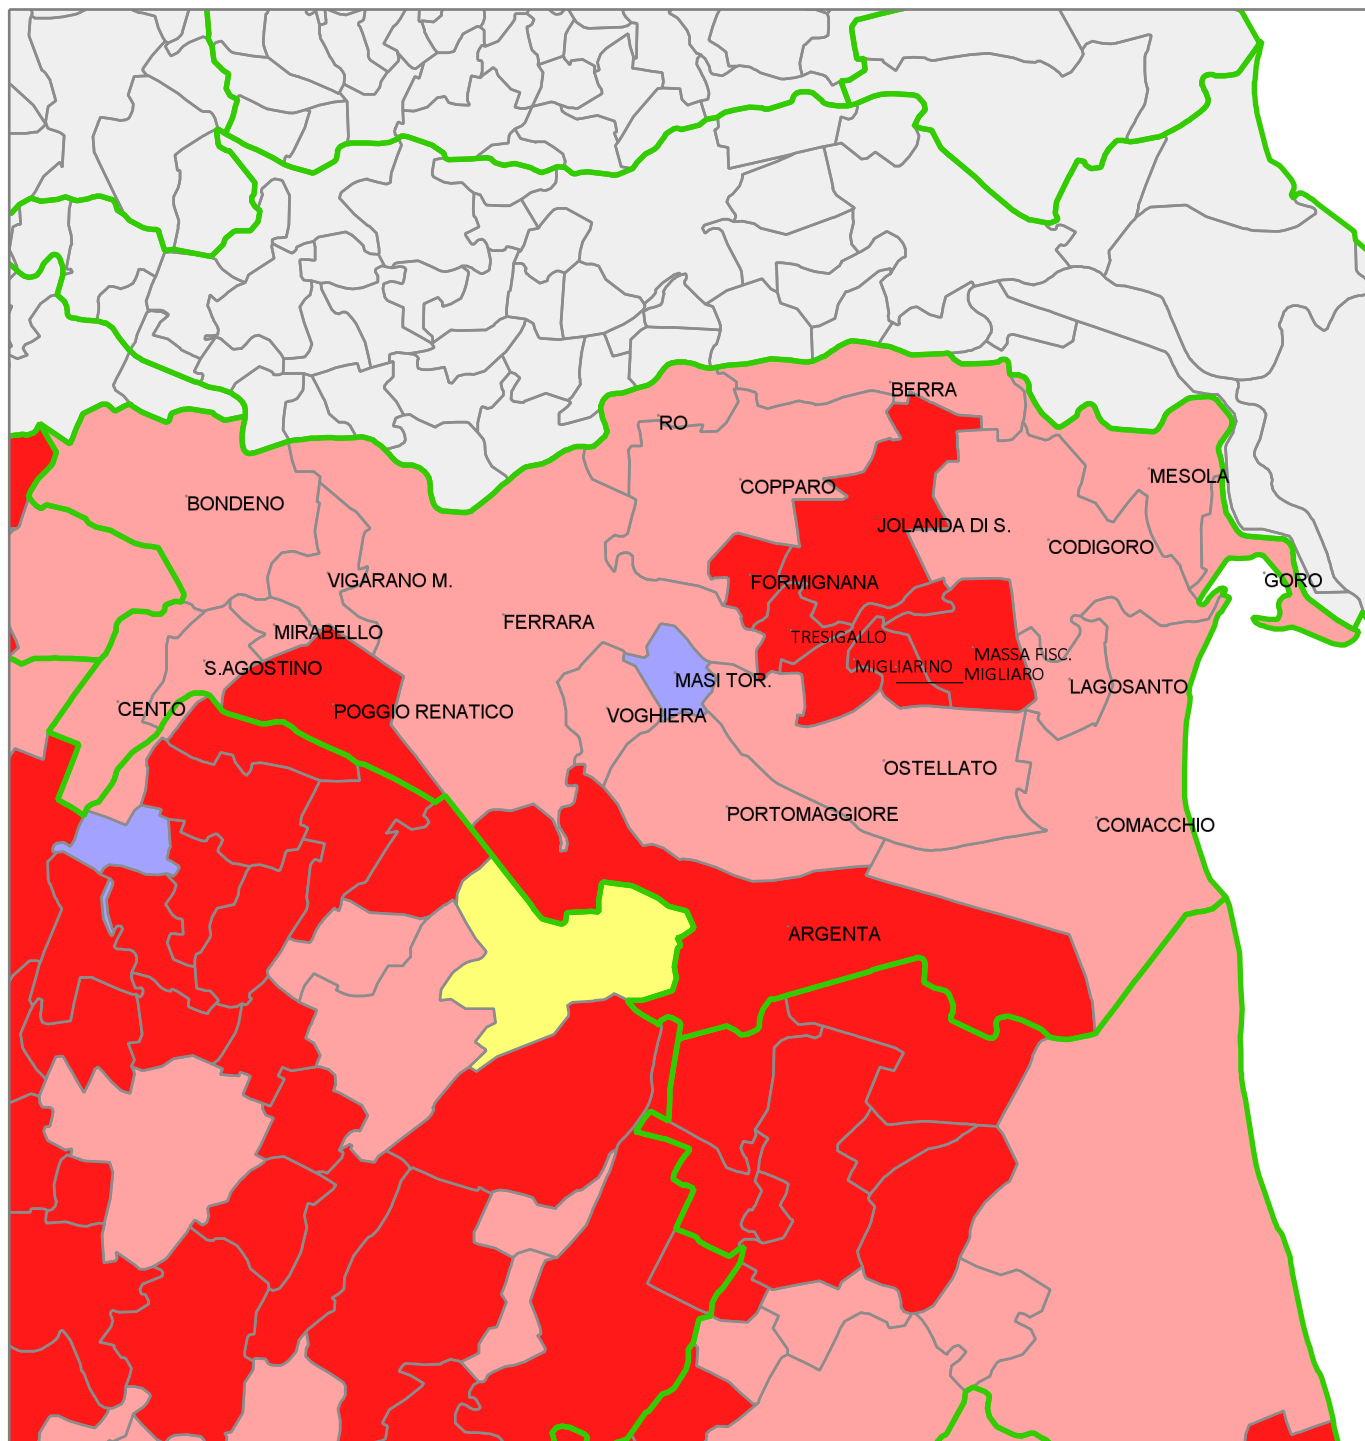 BERRA
RO
MESOLA
COPPARO
BONDENO
JOLANDA DI S.
CODIGORO
VIGARANO M.
FORMIGNANA
GORO
FERRARA
MIRABELLO
TRESIGALLO
MASSA FISC.
S.AGOSTINO
MIGLIARINO
MIGLIARO
MASI TOR.
LAGOSANTO
CENTO
POGGIO RENATICO
VOGHIERA
OSTELLATO
PORTOMAGGIORE
COMACCHIO
ARGENTA